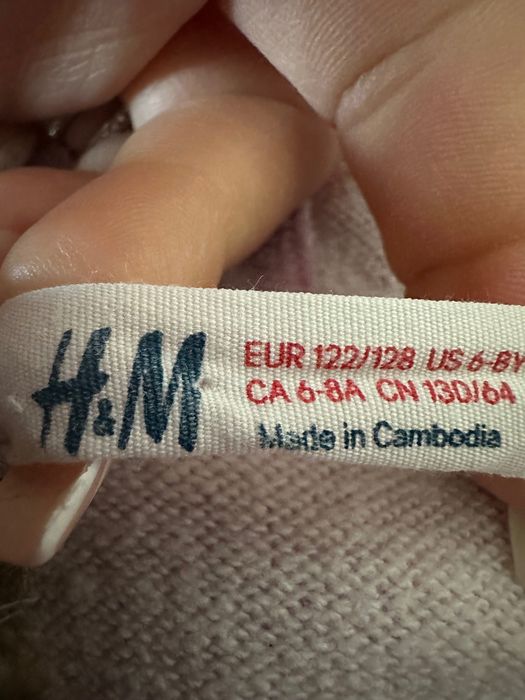 H&M
EUR 122/128 US 6-8Y
CA 6-8A CN 130/64
Made in Cambodia